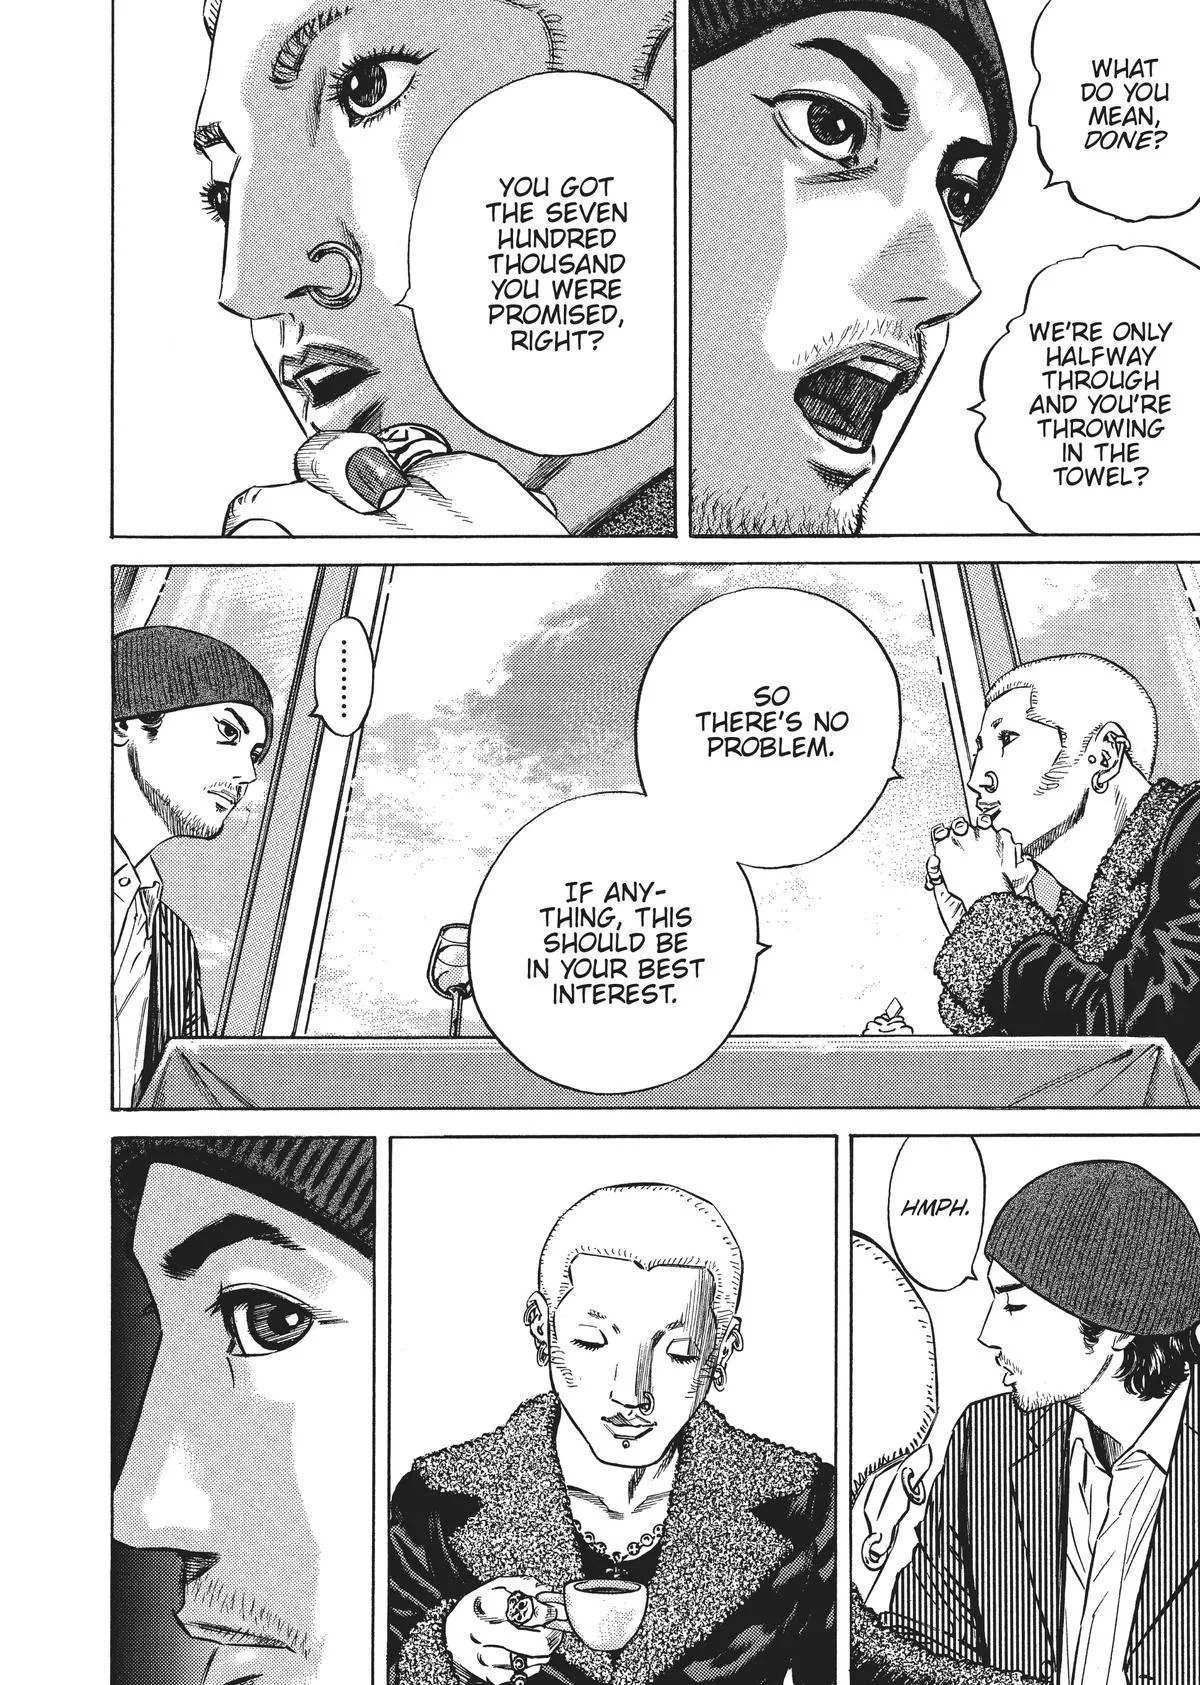 WHAT
DO YOU
MEAN,
DONE?
WE'RE ONLY
HALFWAY
THROUGH
AND YOU'RE
THROWING
IN THE
TOWEL?
YOU GOT
THE SEVEN
HUNDRED
THOUSAND
YOU WERE
PROMISED,
RIGHT?
SO
THERE'S NO
PROBLEM.
IF ANY-
THING, THIS
SHOULD BE
IN YOUR BEST
INTEREST.
.........
HMPH.